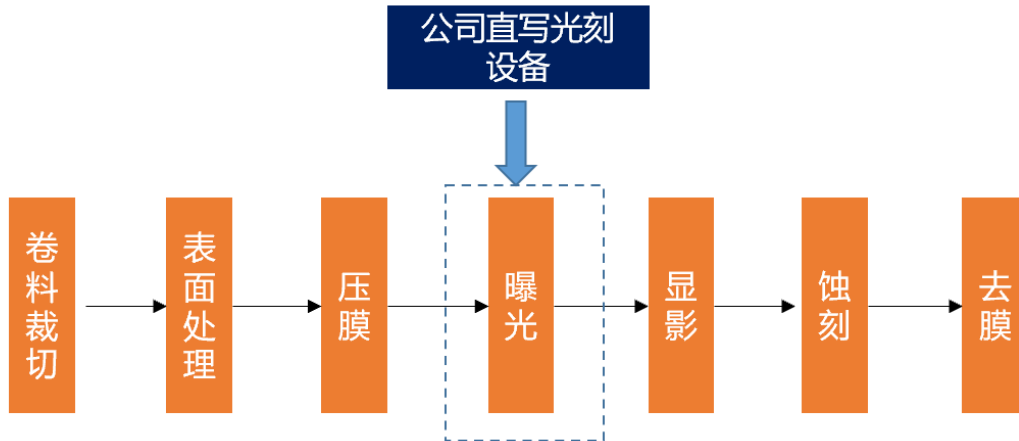 公司直写光刻
设备
卷料裁切
表面处理
压膜
曝光
显影
蚀刻
去膜